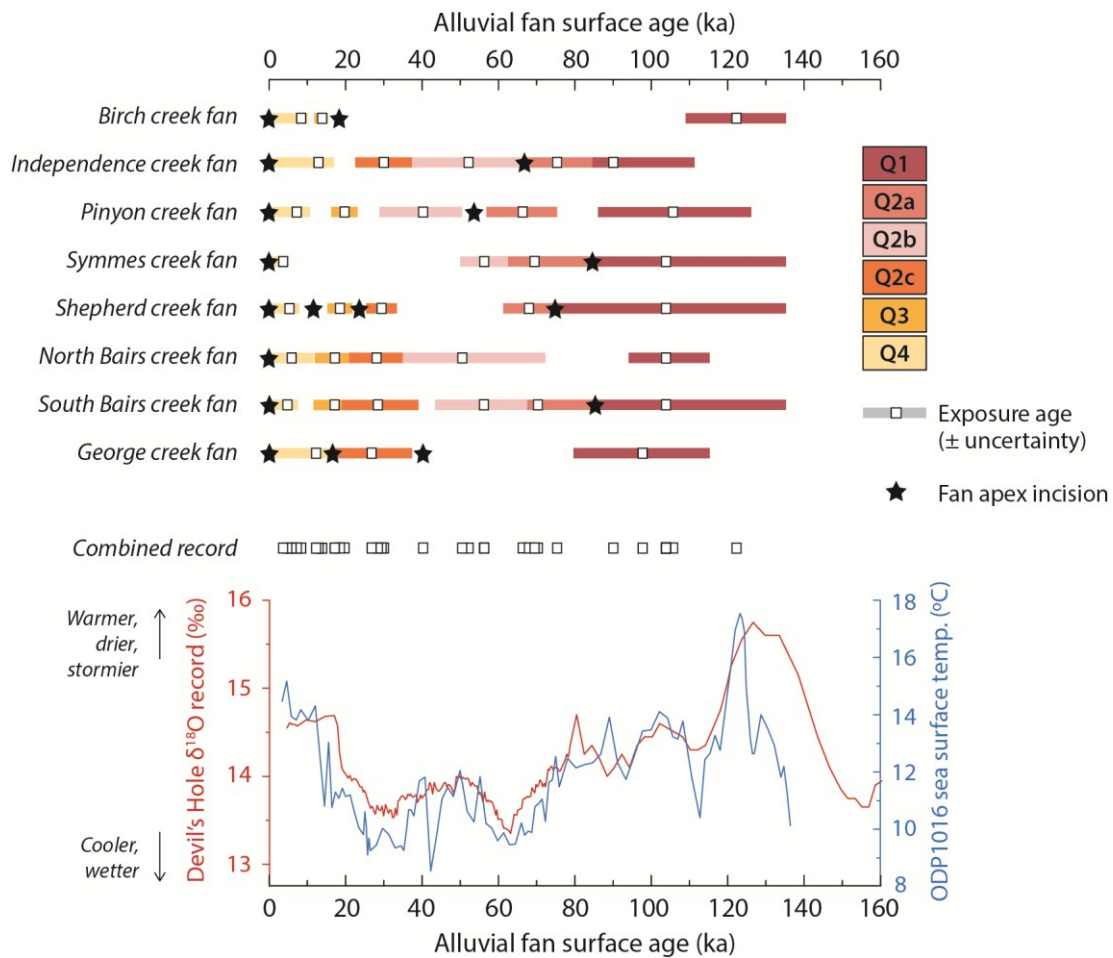 Alluvial fan surface age (ka)
0 20 40 60 80 100 120 140 160
Birch creek fan
Independence creek fan
Pinyon creek fan
Symmes creek fan
Shepherd creek fan
North Bairs creek fan
South Bairs creek fan
George creek fan
Q1
Q2a
Q2b
Q2c
Q3
Q4
Exposure age
(± uncertainty)
Fan apex incision
Combined record
Warmer,
drier,
stormier
Cooler,
wetter
Devil's Hole δ18O record (‰)
16
15
14
13
18
16
14
12
10
8
ODP1016 sea surface temp. (ºC)
0 20 40 60 80 100 120 140 160
Alluvial fan surface age (ka)